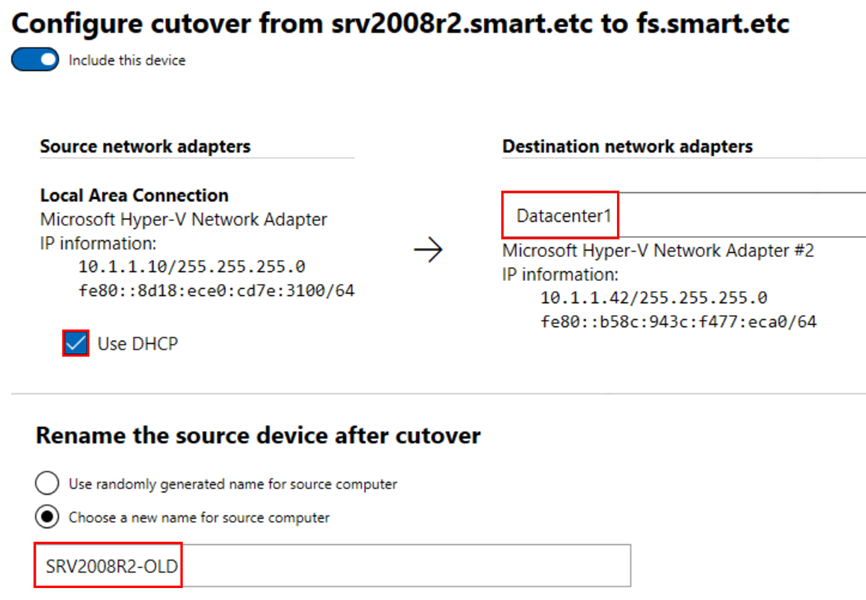 Configure cutover from srv2008r2.smart.etc to fs.smart.etc
Include this device
Source network adapters
Local Area Connection
Microsoft Hyper-V Network Adapter
IP information:
10.1.1.10/255.255.255.0
fe80::8d18:ece0:cd7e:3100/64
Use DHCP
Destination network adapters
Datacenter1
Microsoft Hyper-V Network Adapter #2
IP information:
10.1.1.42/255.255.255.0
fe80::b58c:943c:f477:eca0/64
Rename the source device after cutover
Use randomly generated name for source computer
Choose a new name for source computer
SRV2008R2-OLD